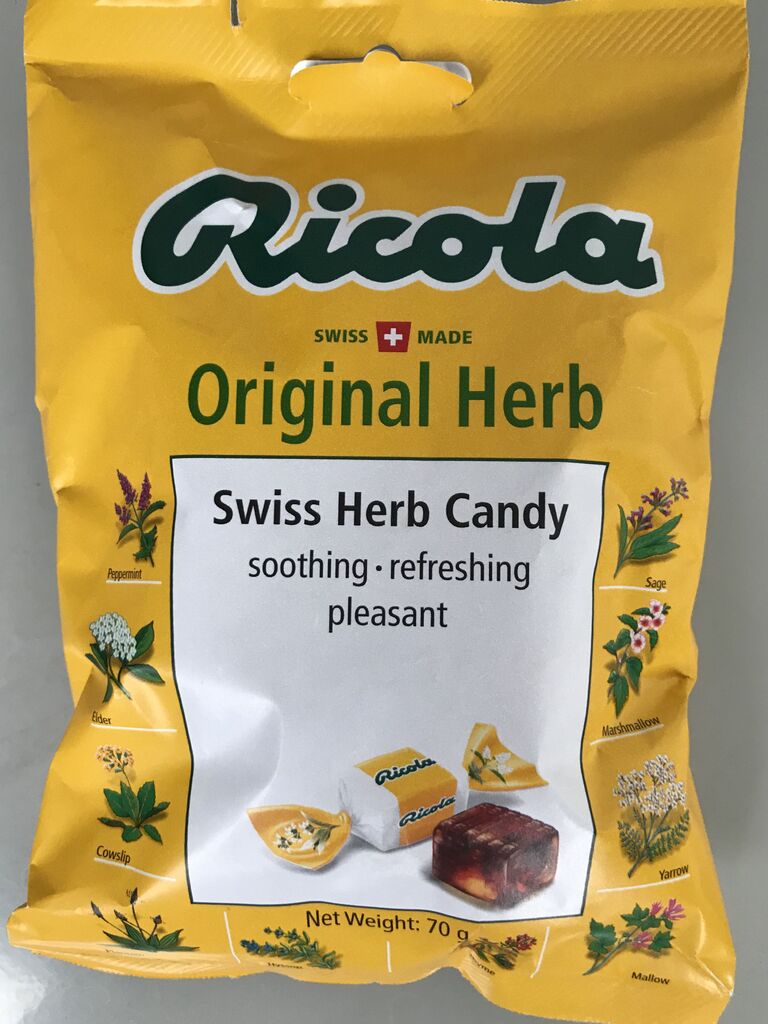 Ricola
SWISS MADE
Original Herb
Swiss Herb Candy
soothing · refreshing
pleasant
Peppermint
Sage
Elder
Marshmallow
Cowslip
Yarrow
Ricola
Ricola
Net Weight: 70 g
Mallow